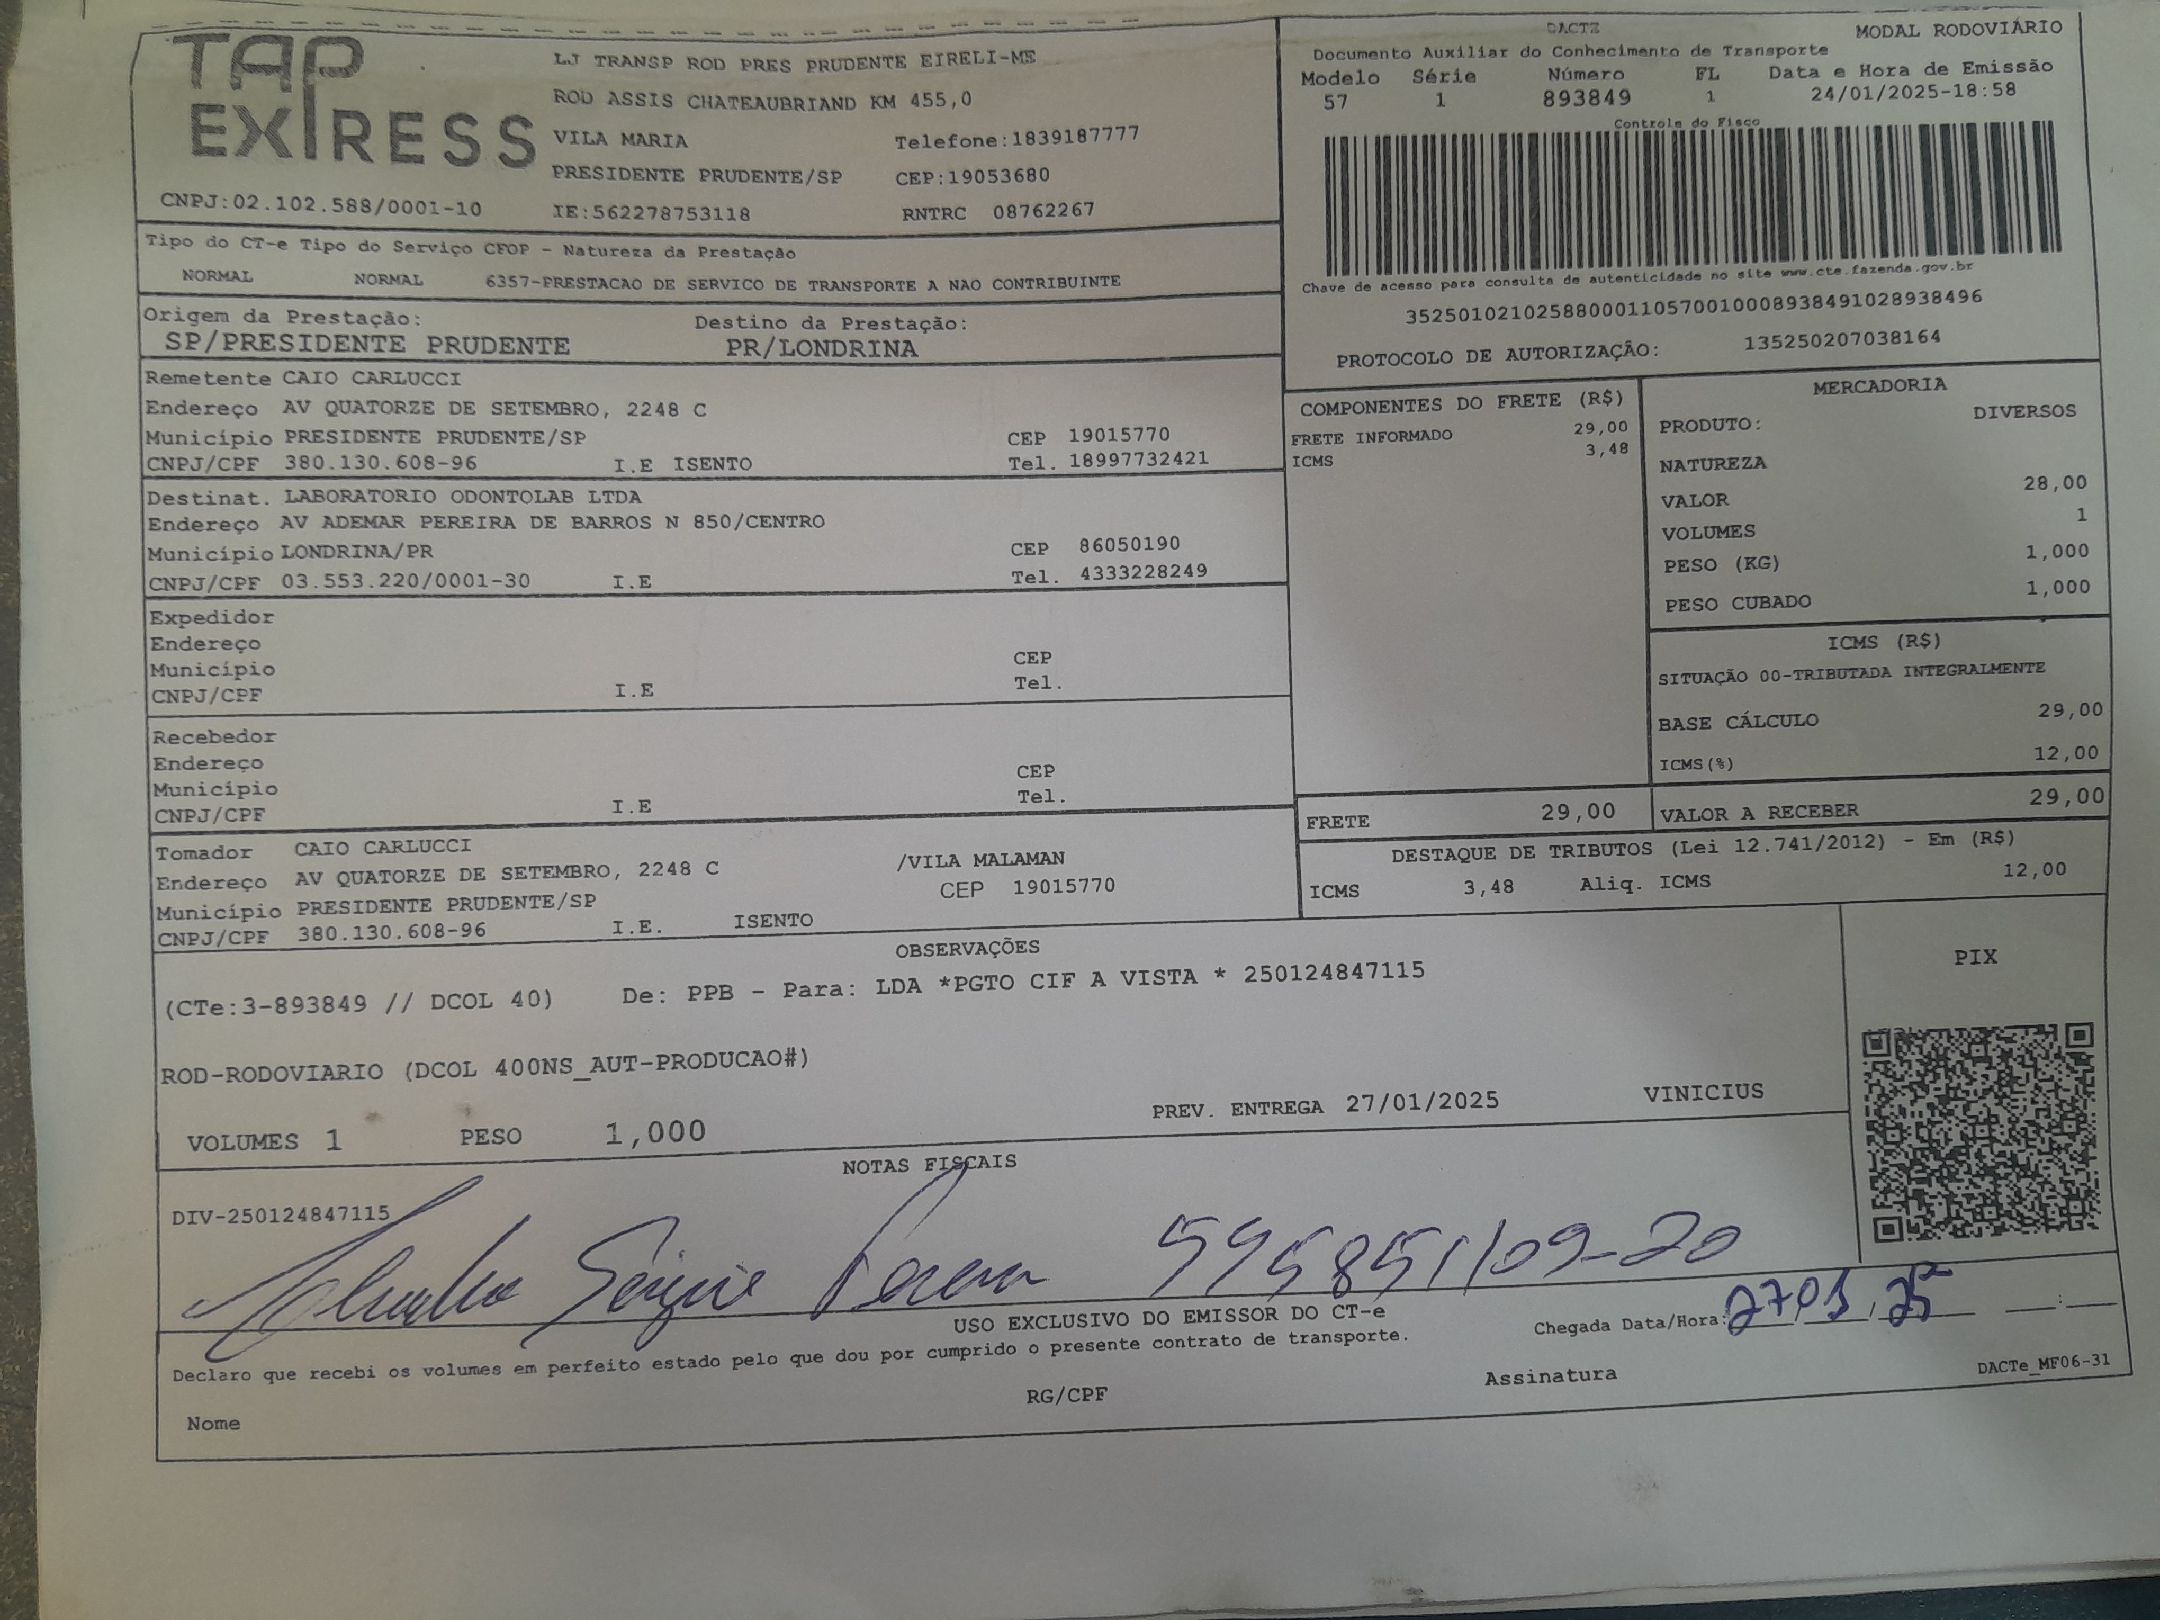 TAP
EXPRESS
LJ TRANSP ROD PRES PRUDENTE EIRELI-ME
ROD ASSIS CHATEAUBRIAND KM 455,0
VILA MARIA Telefone:1839187777
PRESIDENTE PRUDENTE/SP CEP:19053680
CNPJ:02.102.588/0001-10 IE:562278753118 RNTRC 08762267
DACTE MODAL RODOVIÁRIO
Documento Auxiliar do Conhecimento de Transporte
Modelo Série Número FL Data e Hora de Emissão
57 1 893849 1 24/01/2025-18:58
Controle do Fisco
Chave de acesso para consulta de autenticidade no site www.cte.fazenda.gov.br
35250102102588000110570010008938491028938496
PROTOCOLO DE AUTORIZAÇÃO: 135250207038164
Tipo do CT-e Tipo do Serviço CFOP - Natureza da Prestação
NORMAL NORMAL 6357-PRESTACAO DE SERVICO DE TRANSPORTE A NAO CONTRIBUINTE
Origem da Prestação: Destino da Prestação:
SP/PRESIDENTE PRUDENTE PR/LONDRINA
Remetente CAIO CARLUCCI
Endereço AV QUATORZE DE SETEMBRO, 2248 C
Município PRESIDENTE PRUDENTE/SP CEP 19015770
CNPJ/CPF 380.130.608-96 I.E ISENTO Tel. 18997732421
Destinat. LABORATORIO ODONTOLAB LTDA
Endereço AV ADEMAR PEREIRA DE BARROS N 850/CENTRO
Município LONDRINA/PR CEP 86050190
CNPJ/CPF 03.553.220/0001-30 I.E Tel. 4333228249
Expedidor
Endereço
Município CEP
CNPJ/CPF I.E Tel.
Recebedor
Endereço
Município CEP
CNPJ/CPF I.E Tel.
Tomador CAIO CARLUCCI
Endereço AV QUATORZE DE SETEMBRO, 2248 C /VILA MALAMAN
Município PRESIDENTE PRUDENTE/SP CEP 19015770
CNPJ/CPF 380.130.608-96 I.E. ISENTO
COMPONENTES DO FRETE (R$)
FRETE INFORMADO 29,00
ICMS 3,48
MERCADORIA
PRODUTO: DIVERSOS
NATUREZA
VALOR 28,00
VOLUMES 1
PESO (KG) 1,000
PESO CUBADO 1,000
ICMS (R$)
SITUAÇÃO 00-TRIBUTADA INTEGRALMENTE
BASE CÁLCULO 29,00
ICMS(%) 12,00
FRETE 29,00 VALOR A RECEBER 29,00
DESTAQUE DE TRIBUTOS (Lei 12.741/2012) - Em (R$)
ICMS 3,48 Aliq. ICMS 12,00
OBSERVAÇÕES
(CTe:3-893849 // DCOL 40) De: PPB - Para: LDA *PGTO CIF A VISTA * 250124847115
ROD-RODOVIARIO (DCOL 400NS_AUT-PRODUCAO#)
PREV. ENTREGA 27/01/2025 VINICIUS
VOLUMES 1 PESO 1,000
PIX
NOTAS FISCAIS
DIV-250124847115
Sérgio
USO EXCLUSIVO DO EMISSOR DO CT-e
Chegada Data/Hora: 27 01 25
Declaro que recebi os volumes em perfeito estado pelo que dou por cumprido o presente contrato de transporte.
Nome RG/CPF Assinatura
DACTe_MF06-31